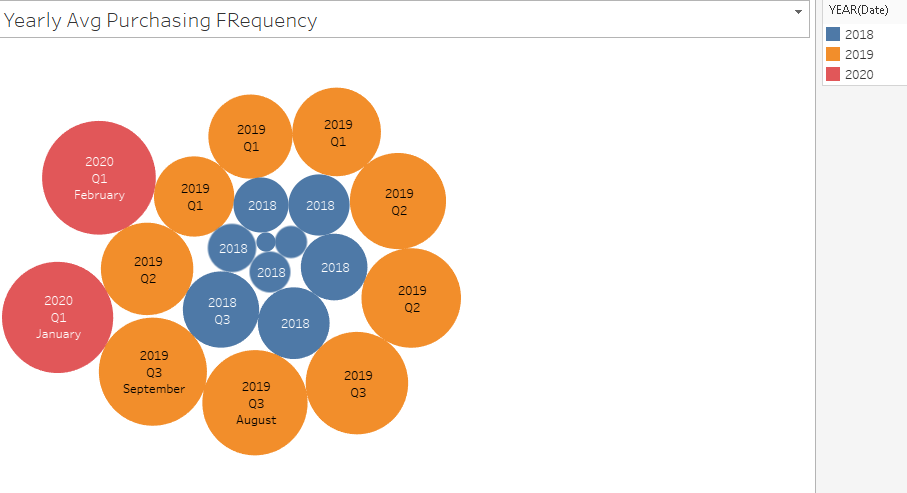 Yearly Avg Purchasing FRequency
YEAR(Date)
2018
2019
2020
2019
Q1
2019
Q1
2020
Q1
February
2019
Q1
2018
2018
2019
Q2
2018
2018
2018
2019
Q2
2019
Q2
2020
Q1
January
2018
Q3
2018
2019
Q3
September
2019
Q3
2019
Q3
August